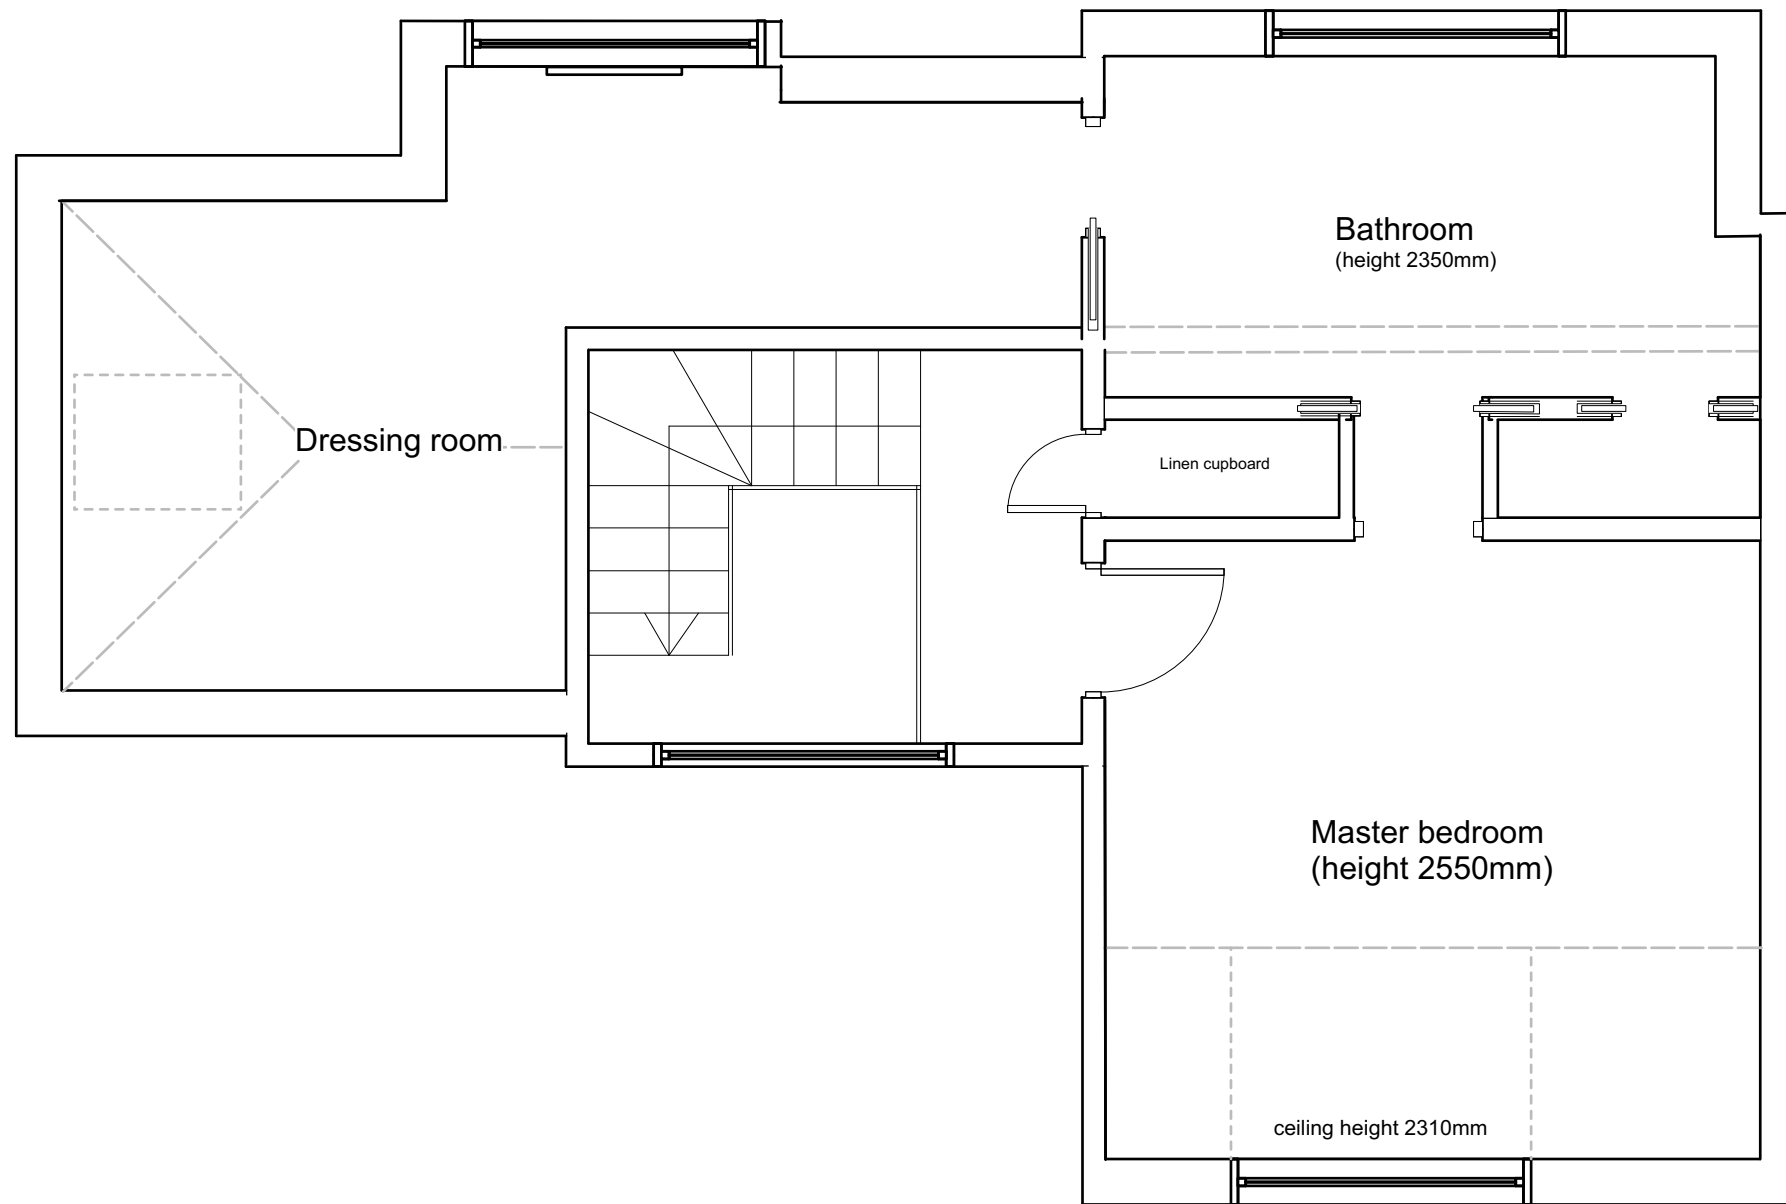 Bathroom
(height 2350mm)
Dressing room
Linen cupboard
Master bedroom
(height 2550mm)
ceiling height 2310mm